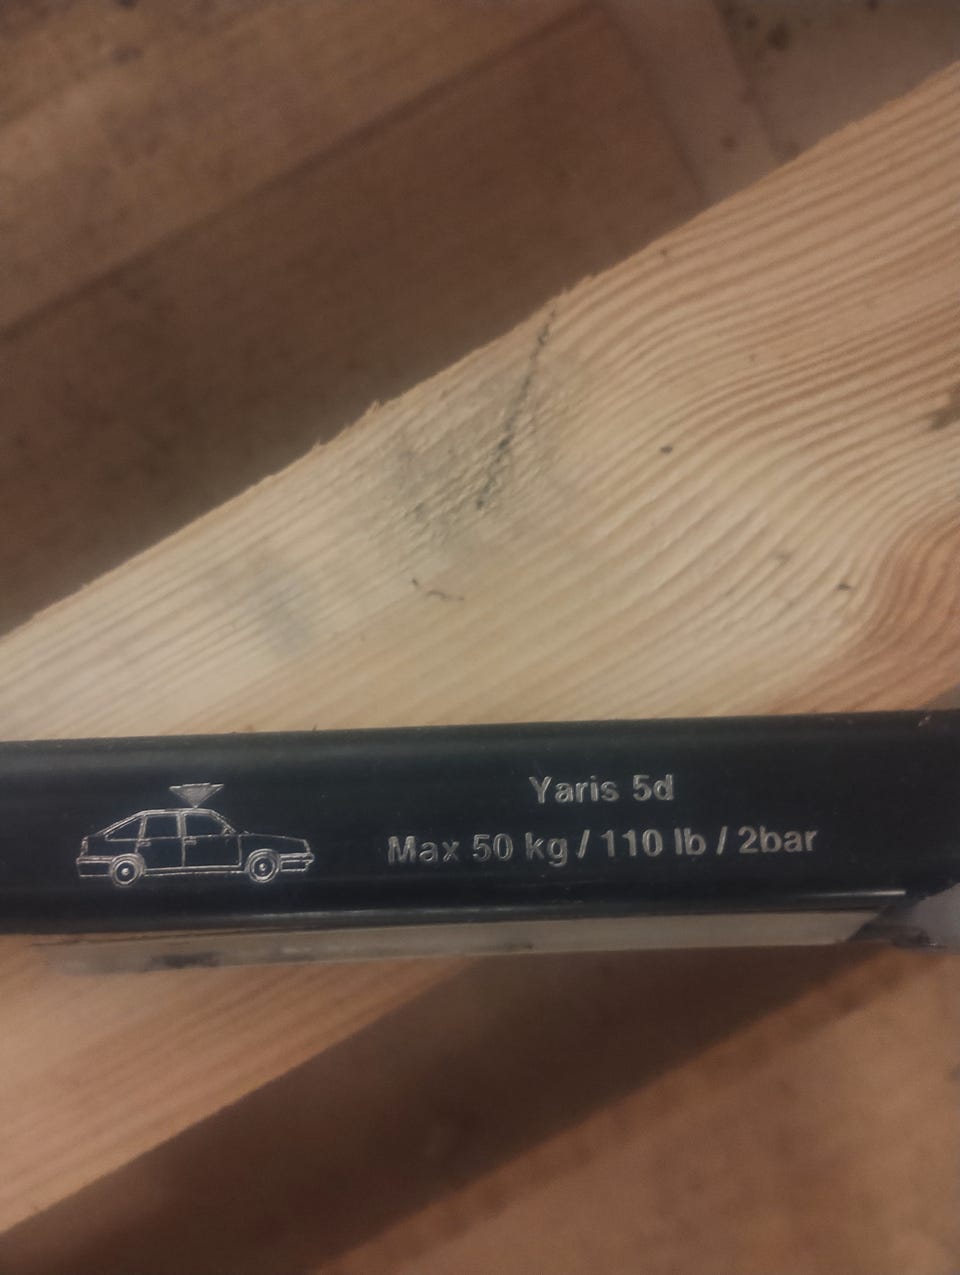 Yaris 5d
Max 50 kg / 110 lb / 2bar